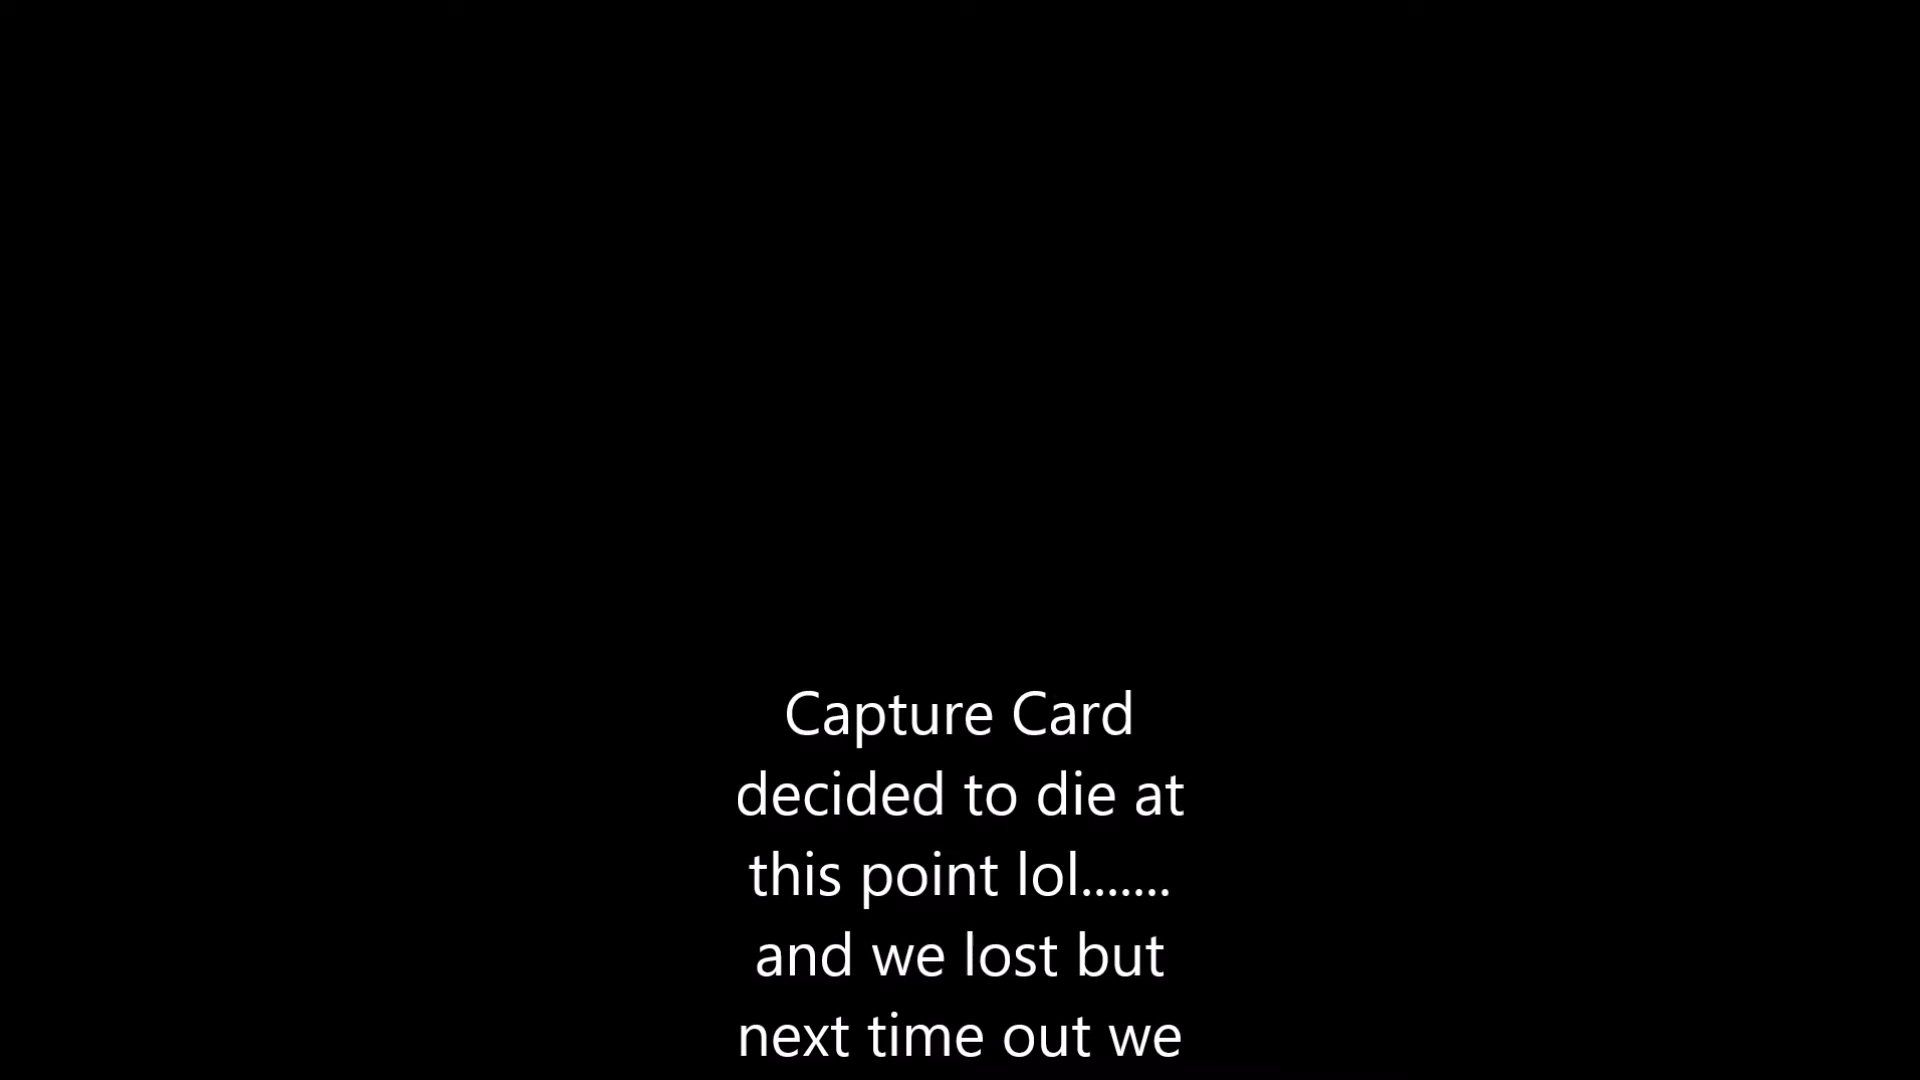 Capture Card
decided to die at
this point lol.......
and we lost but
next time out we